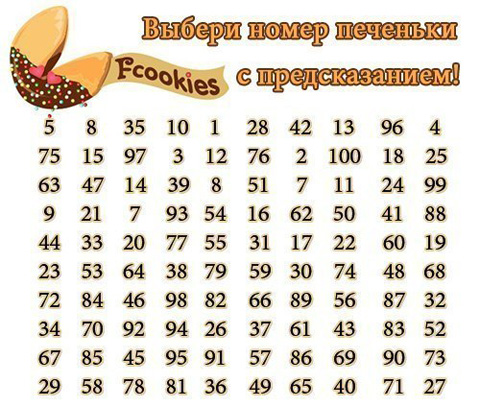 Выбери номер печеньки
Fcookies
с предсказанием!
5 8 35 10 1 28 42 13 96 4
75 15 97 3 12 76 2 100 18 25
63 47 14 39 8 51 7 11 24 99
9 21 7 93 54 16 62 50 41 88
44 33 20 77 55 31 17 22 60 19
23 53 64 38 79 59 30 74 48 68
72 84 46 98 82 66 89 56 87 32
34 70 92 94 26 37 61 43 83 52
67 85 45 95 91 57 86 69 90 73
29 58 78 81 36 49 65 40 71 27